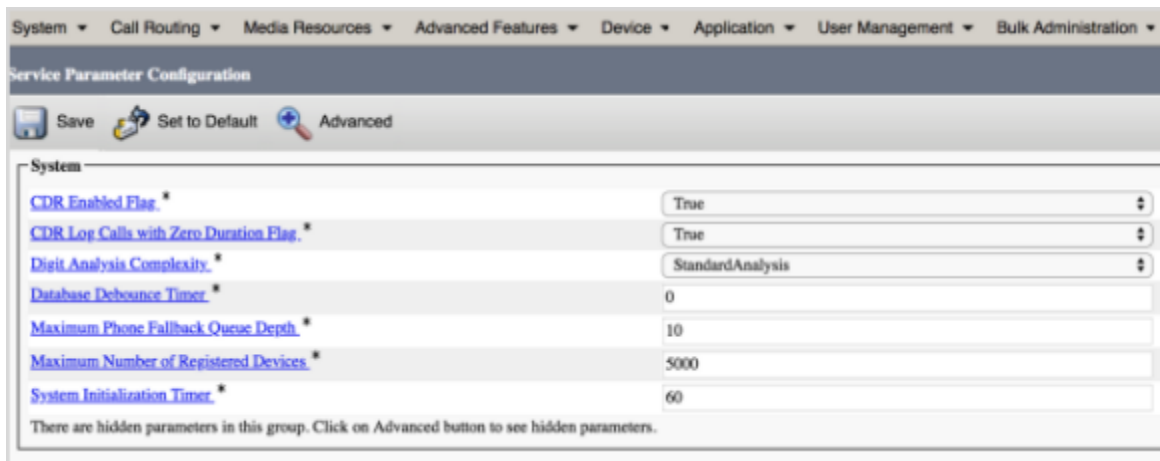 System Call Routing Media Resources Advanced Features Device Application User Management Bulk Administration
Service Parameter Configuration
Save Set to Default Advanced
System
CDR Enabled Flag * True
CDR Log Calls with Zero Duration Flag * True
Digit Analysis Complexity * StandardAnalysis
Database Debounce Timer * 0
Maximum Phone Fallback Queue Depth * 10
Maximum Number of Registered Devices * 5000
System Initialization Timer * 60
There are hidden parameters in this group. Click on Advanced button to see hidden parameters.